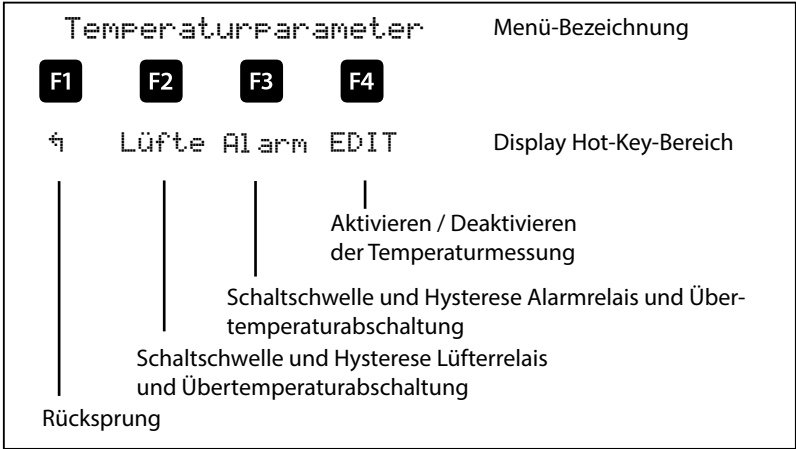 Temperaturparameter Menü-Bezeichnung
F1 F2 F3 F4
↰ Lüfte Alarm EDIT Display Hot-Key-Bereich
Aktivieren / Deaktivieren
der Temperaturmessung
Schaltschwelle und Hysterese Alarmrelais und Über-
temperaturabschaltung
Schaltschwelle und Hysterese Lüfterrelais
und Übertemperaturabschaltung
Rücksprung